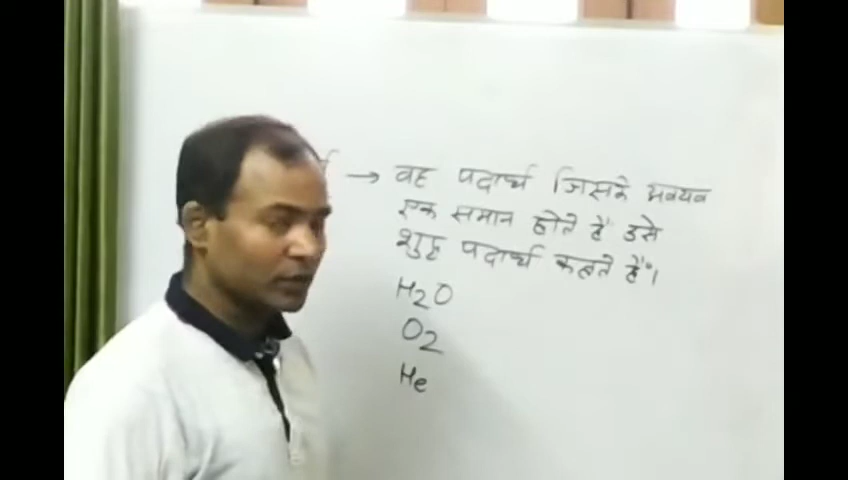 → वह पदार्थ जिसके अवयव
एक समान होते हैं उसे
शुद्ध पदार्थ कहते हैं।
H2O
O2
He